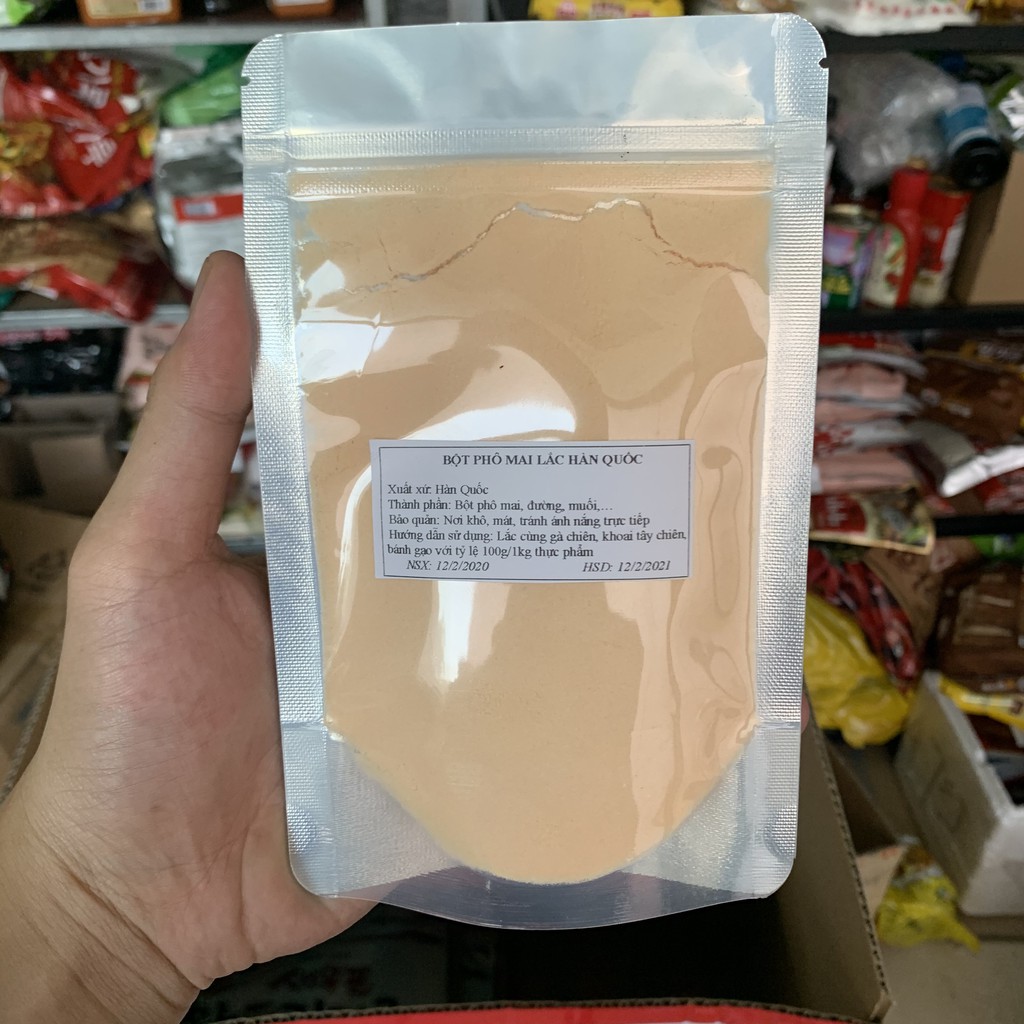 BỘT PHÔ MAI LẮC HÀN QUỐC
Xuất xứ: Hàn Quốc
Thành phần: Bột phô mai, đường, muối,...
Bảo quản: Nơi khô, mát, tránh ánh nắng trực tiếp
Hướng dẫn sử dụng: Lắc cùng gà chiên, khoai tây chiên,
bánh gạo với tỷ lệ 100g/1kg thực phẩm
NSX: 12/2/2020 HSD: 12/2/2021